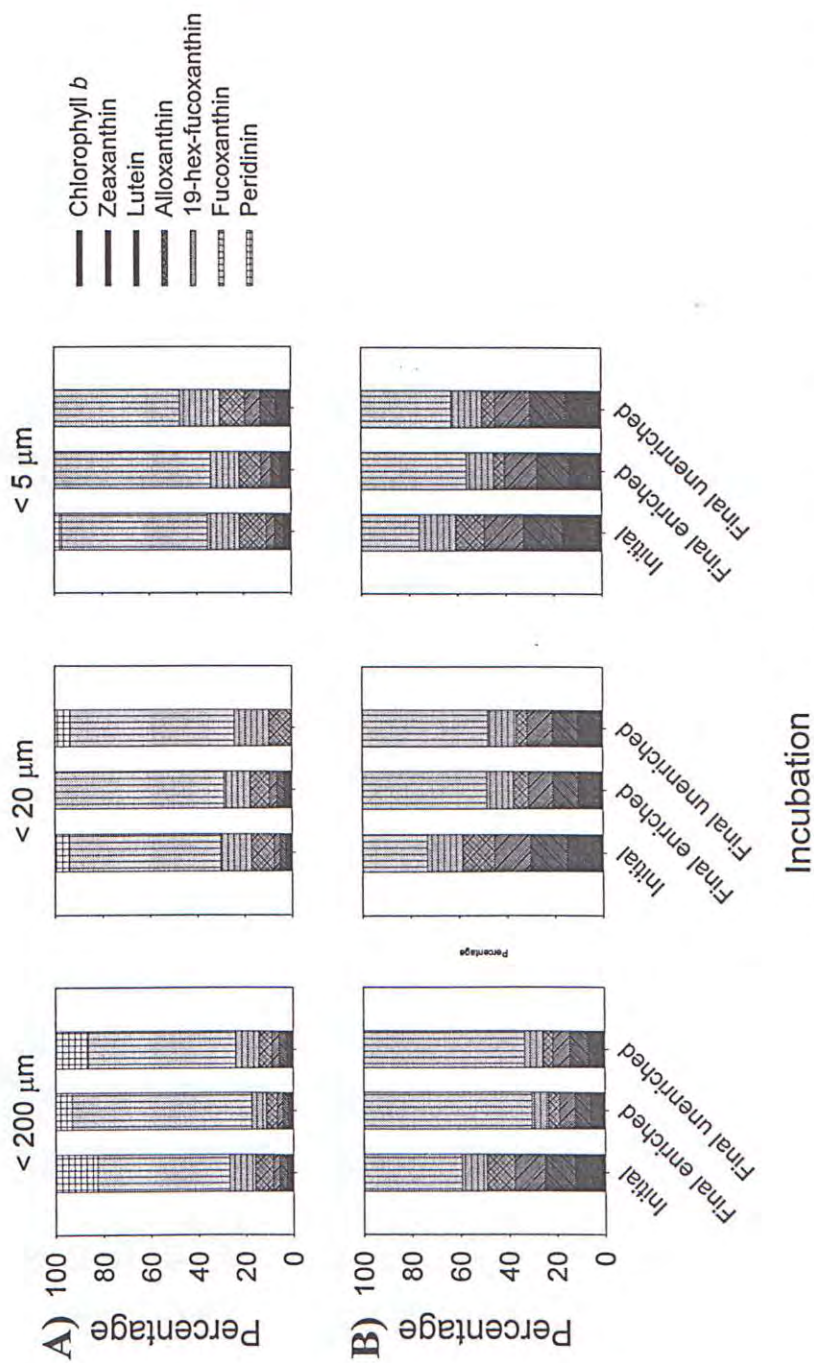 < 200 µm
< 20 µm
< 5 µm
A)
Percentage
100
80
60
40
20
0
Chlorophyll b
Zeaxanthin
Lutein
Alloxanthin
19-hex-fucoxanthin
Fucoxanthin
Peridinin
B)
Percentage
100
80
60
40
20
0
Percentage
Initial
Final enriched
Final unenriched
Initial
Final enriched
Final unenriched
Initial
Final enriched
Final unenriched
Incubation